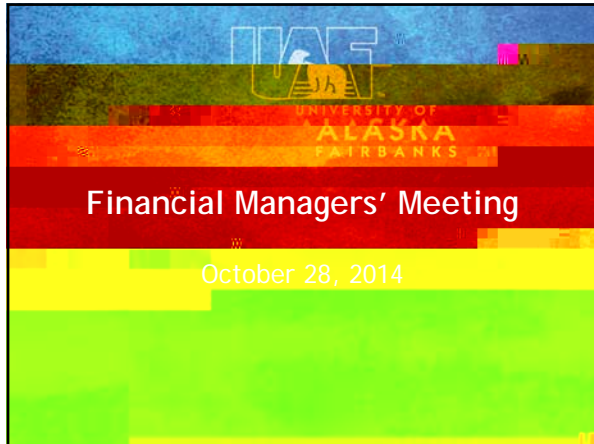 UAF
UNIVERSITY OF
ALASKA
FAIRBANKS
Financial Managers' Meeting
October 28, 2014